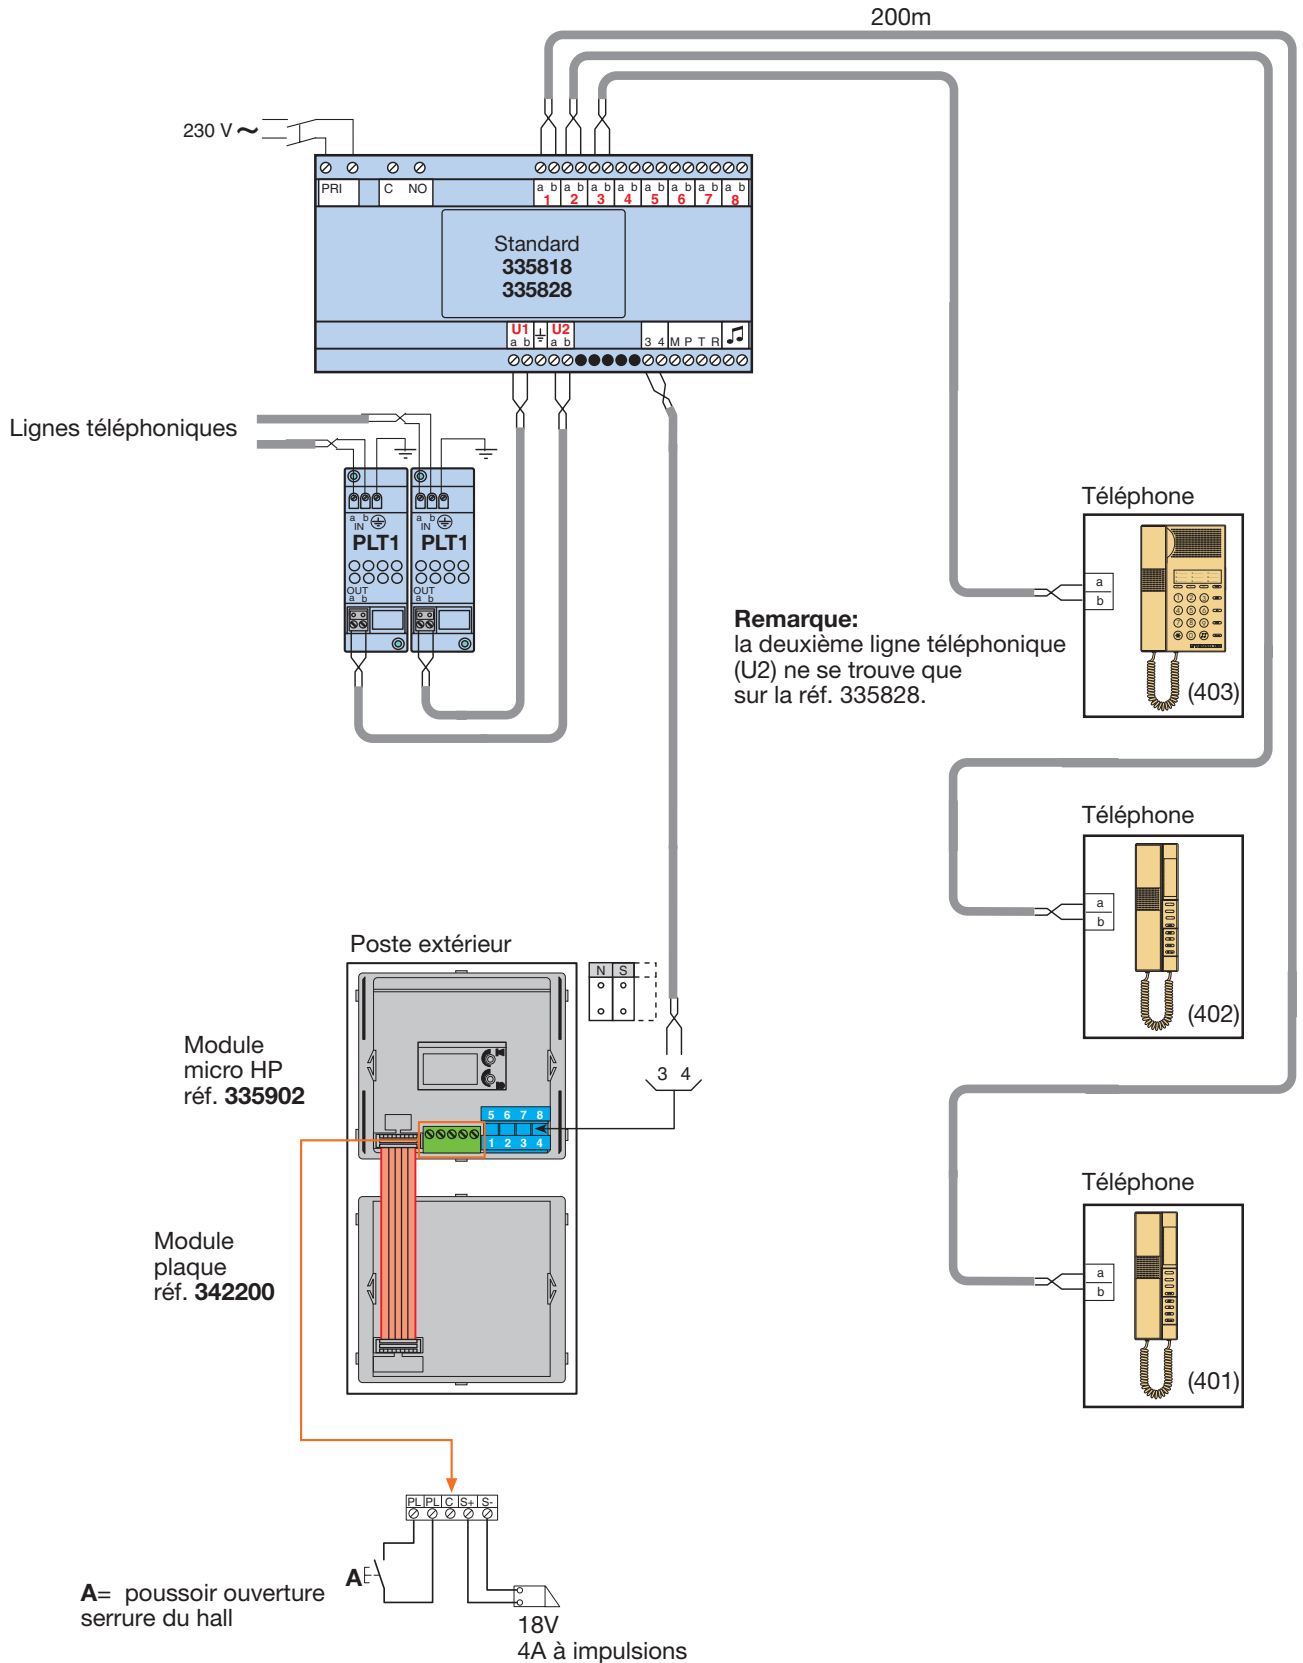 200m
230 V ~
PRI C NO a b a b a b a b a b a b a b a b
1 2 3 4 5 6 7 8
Standard
335818
335828
U1 U2
a b a b 3 4 M P T R
Lignes téléphoniques
a b a b
IN IN
PLT1 PLT1
OUT OUT
a b a b
Téléphone
a
b
(403)
Remarque:
la deuxième ligne téléphonique
(U2) ne se trouve que
sur la réf. 335828.
Téléphone
a
b
(402)
Poste extérieur
N S
Module
micro HP
réf. 335902
3 4
5 6 7 8
1 2 3 4
Téléphone
a
b
(401)
Module
plaque
réf. 342200
PL PL C S+ S-
A
A= poussoir ouverture
serrure du hall
18V
4A à impulsions